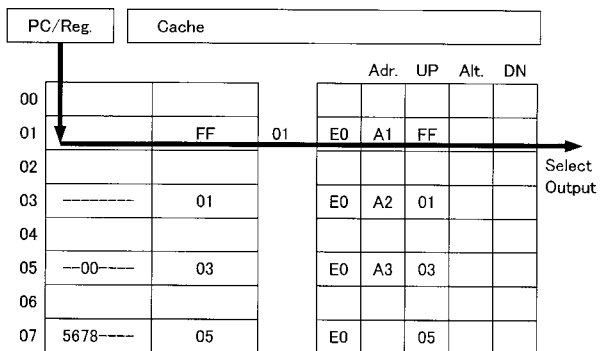 PC/Reg. Cache
Adr. UP Alt. DN
00
01 FF 01 E0 A1 FF
02
Select
Output
03 -------- 01 E0 A2 01
04
05 --00---- 03 E0 A3 03
06
07 5678---- 05 E0 05